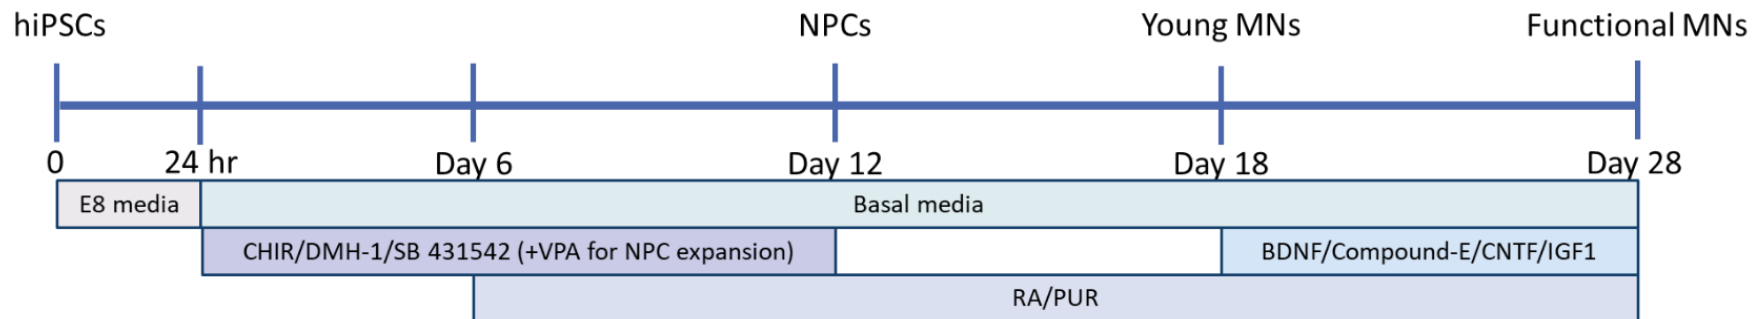 hiPSCs NPCs Young MNs Functional MNs
0 24 hr Day 6 Day 12 Day 18 Day 28
E8 media Basal media
CHIR/DMH-1/SB 431542 (+VPA for NPC expansion) BDNF/Compound-E/CNTF/IGF1
RA/PUR